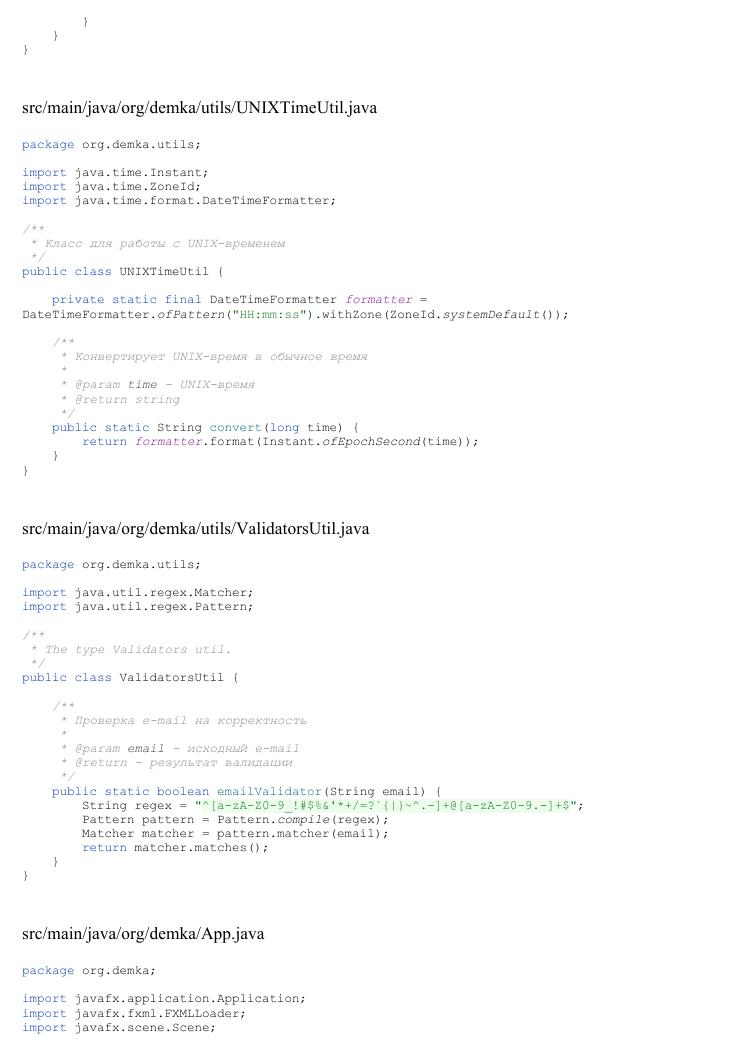 }
    }
}
src/main/java/org/demka/utils/UNIXTimeUtil.java
package org.demka.utils;
import java.time.Instant;
import java.time.ZoneId;
import java.time.format.DateTimeFormatter;
/**
 * Класс для работы с UNIX-временем
 */
public class UNIXTimeUtil {
    private static final DateTimeFormatter formatter =
DateTimeFormatter.ofPattern("HH:mm:ss").withZone(ZoneId.systemDefault());
    /**
     * Конвертирует UNIX-время в обычное время
     *
     * @param time - UNIX-время
     * @return string
     */
    public static String convert(long time) {
        return formatter.format(Instant.ofEpochSecond(time));
    }
}
src/main/java/org/demka/utils/ValidatorsUtil.java
package org.demka.utils;
import java.util.regex.Matcher;
import java.util.regex.Pattern;
/**
 * The type Validators util.
 */
public class ValidatorsUtil {
    /**
     * Проверка e-mail на корректность
     *
     * @param email - исходный e-mail
     * @return - результат валидации
     */
    public static boolean emailValidator(String email) {
        String regex = "^[a-zA-Z0-9_!#$%&'*+/=?`{|}~^.-]+@[a-zA-Z0-9.-]+$";
        Pattern pattern = Pattern.compile(regex);
        Matcher matcher = pattern.matcher(email);
        return matcher.matches();
    }
}
src/main/java/org/demka/App.java
package org.demka;
import javafx.application.Application;
import javafx.fxml.FXMLLoader;
import javafx.scene.Scene;